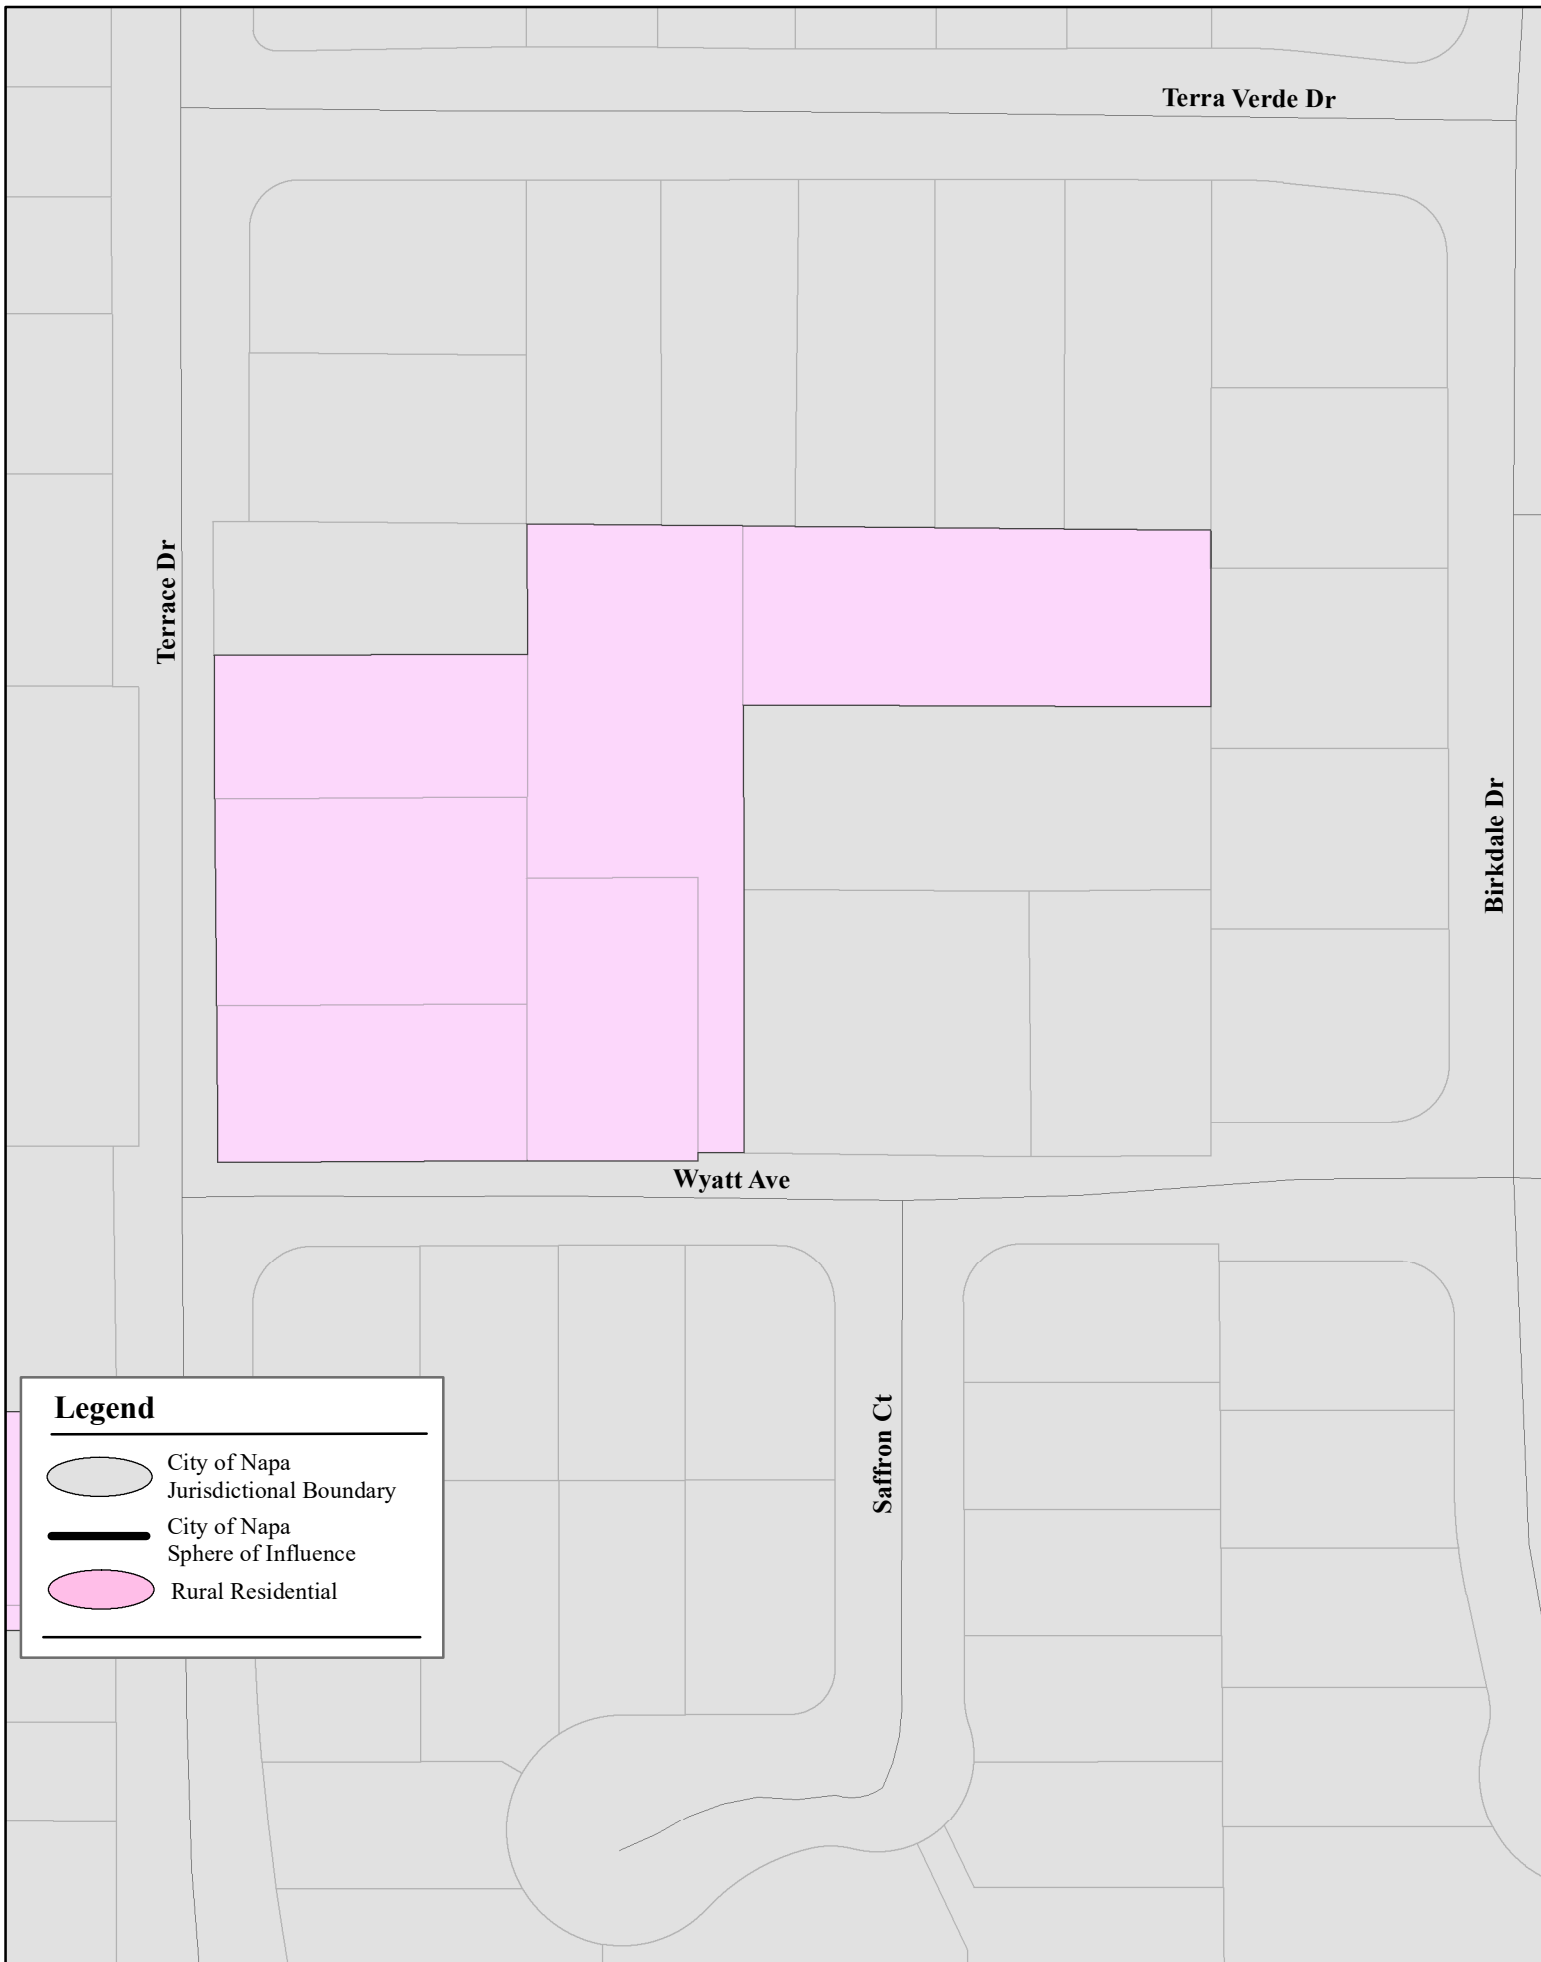 Terra Verde Dr
Terrace Dr
Birkdale Dr
Wyatt Ave
Saffron Ct
Legend
City of Napa
Jurisdictional Boundary
City of Napa
Sphere of Influence
Rural Residential